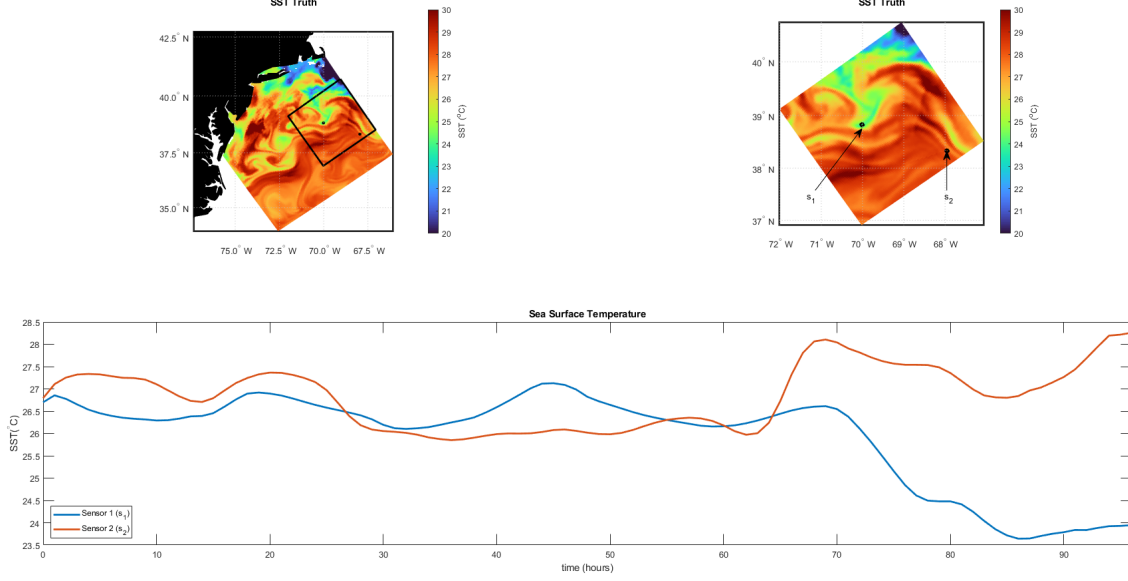 SST Truth
SST Truth
42.5° N
40.0° N
37.5° N
35.0° N
75.0° W
72.5° W
70.0° W
67.5° W
30
29
28
27
26
25
24
23
22
21
20
SST (°C)
40° N
39° N
38° N
37° N
72° W
71° W
70° W
69° W
68° W
s1
s2
30
29
28
27
26
25
24
23
22
21
20
SST (°C)
Sea Surface Temperature
28.5
28
27.5
27
26.5
26
25.5
25
24.5
24
23.5
SST(°C)
Sensor 1 (s1)
Sensor 2 (s2)
0
10
20
30
40
50
60
70
80
90
time (hours)